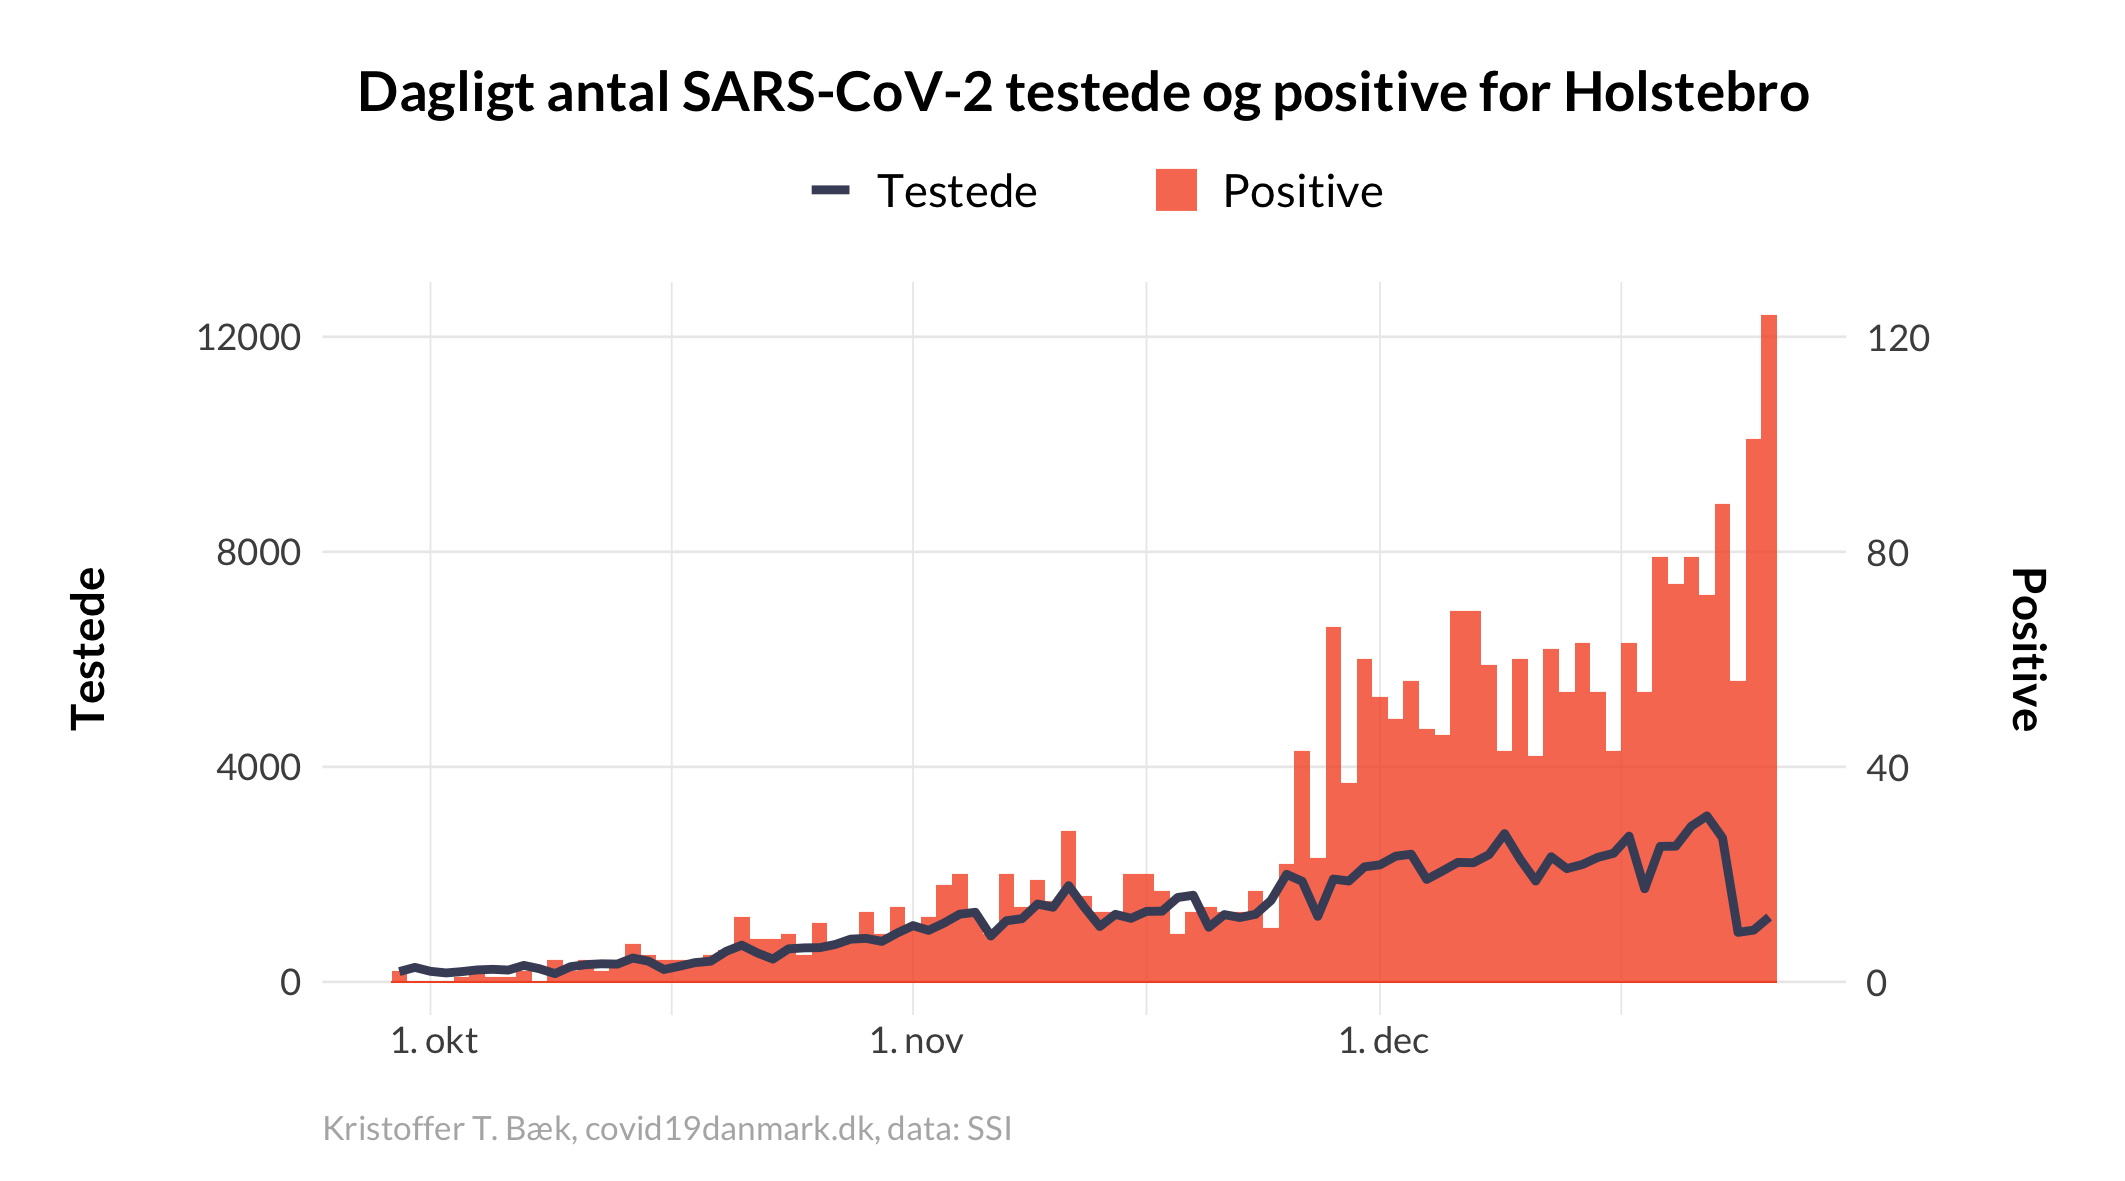 Dagligt antal SARS-CoV-2 testede og positive for Holstebro
Testede
Positive
12000
8000
4000
0
Testede
120
80
40
0
Positive
1. okt
1. nov
1. dec
Kristoffer T. Bæk, covid19danmark.dk, data: SSI